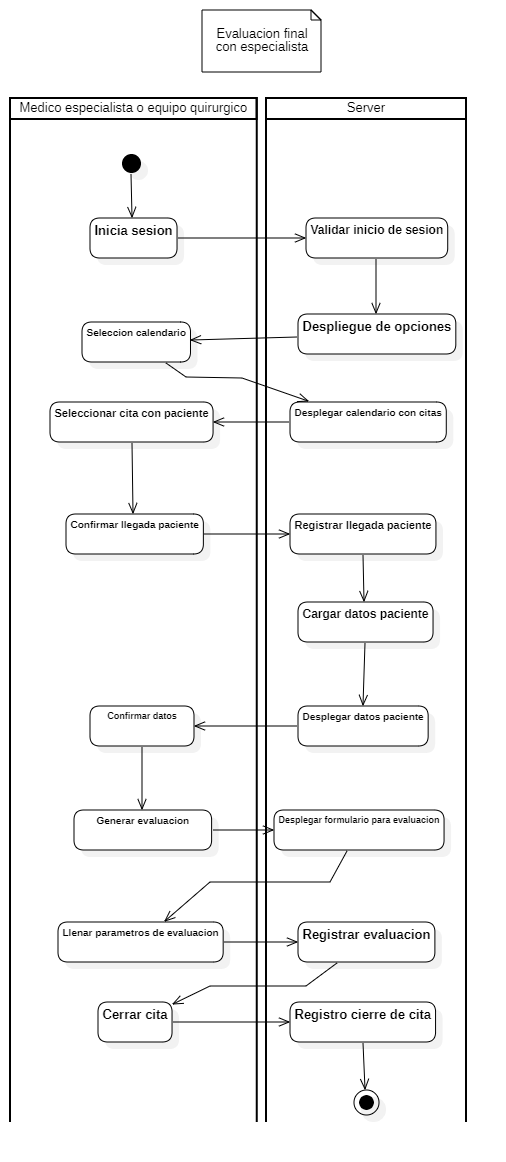 Evaluacion final
con especialista
Medico especialista o equipo quirurgico
Server
Inicia sesion
Validar inicio de sesion
Despliegue de opciones
Seleccion calendario
Seleccionar cita con paciente
Desplegar calendario con citas
Confirmar llegada paciente
Registrar llegada paciente
Cargar datos paciente
Confirmar datos
Desplegar datos paciente
Generar evaluacion
Desplegar formulario para evaluacion
Llenar parametros de evaluacion
Registrar evaluacion
Cerrar cita
Registro cierre de cita